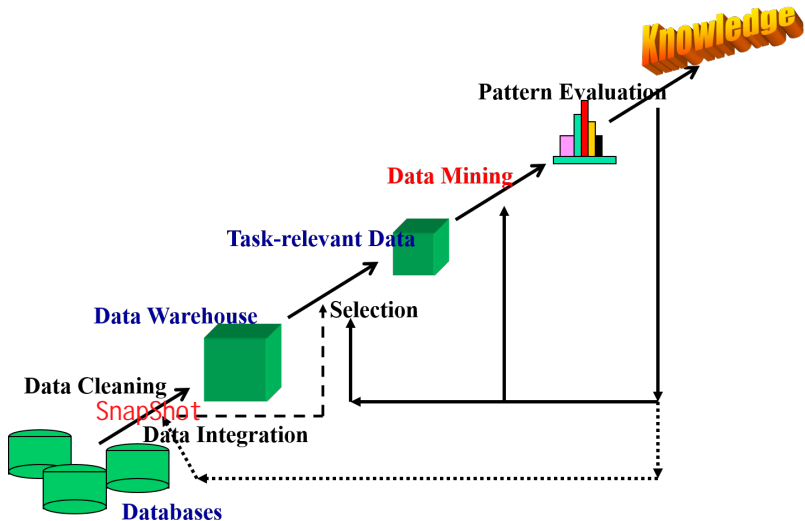 Knowledge
Pattern Evaluation
Data Mining
Task-relevant Data
Selection
Data Warehouse
Data Cleaning
SnapShot
Data Integration
Databases